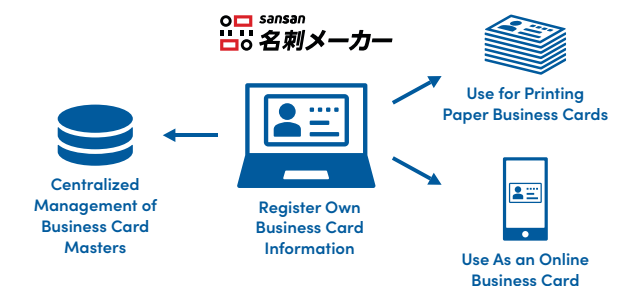 sansan
名刺メーカー
Use for Printing
Paper Business Cards
Centralized
Management of
Business Card
Masters
Register Own
Business Card
Information
Use As an Online
Business Card